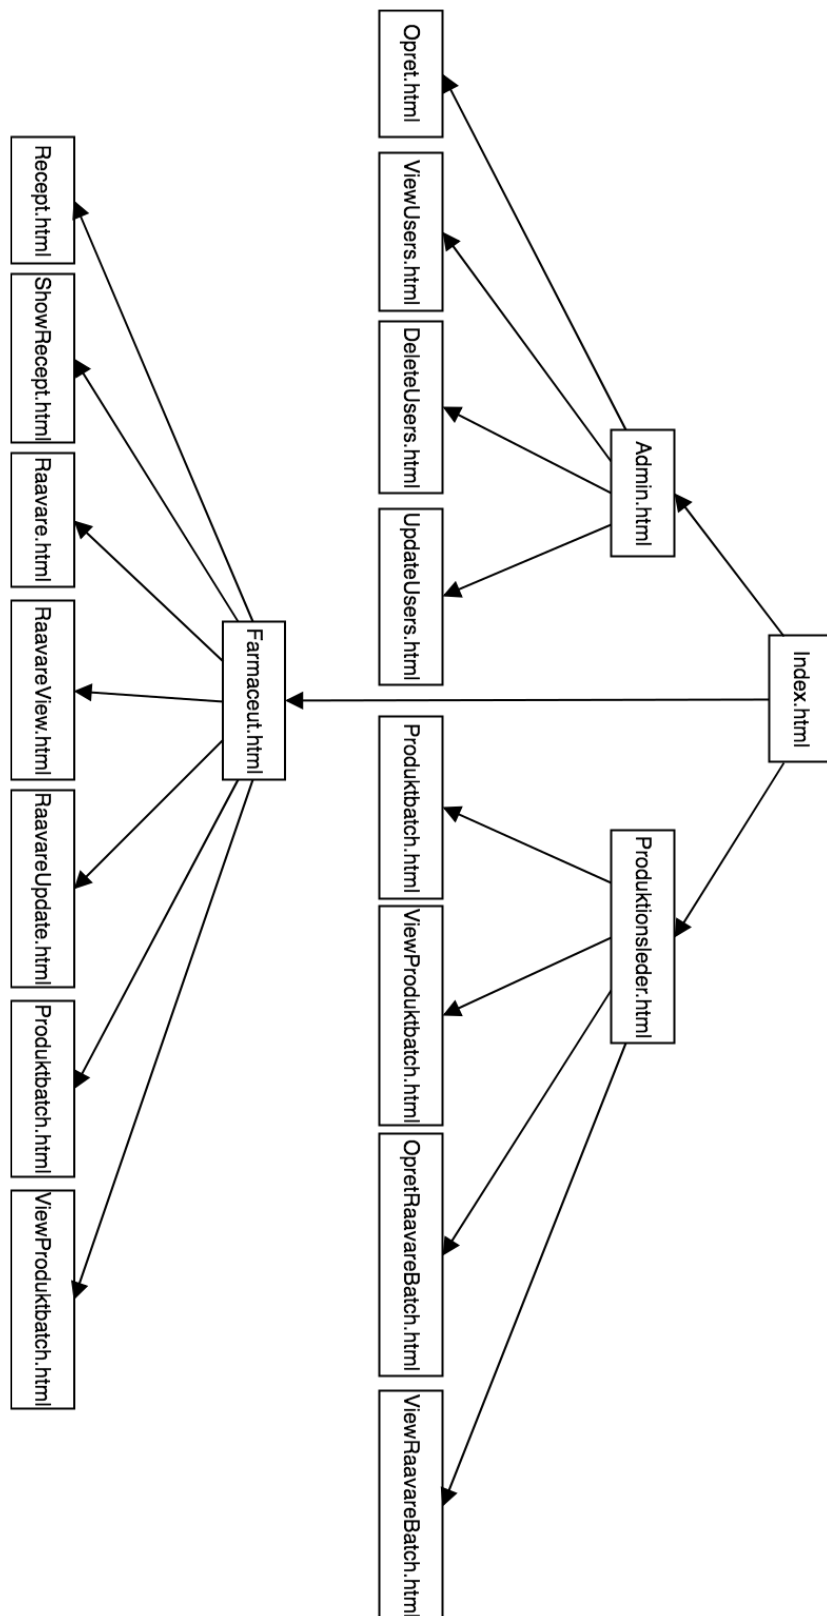 Index.html
Admin.html
Produktionsleder.html
Opret.html
ViewUsers.html
DeleteUsers.html
UpdateUsers.html
Produktbatch.html
ViewProduktbatch.html
OpretRaavareBatch.html
ViewRaavareBatch.html
Farmaceut.html
Recept.html
ShowRecept.html
Raavare.html
RaavareView.html
RaavareUpdate.html
Produktbatch.html
ViewProduktbatch.html